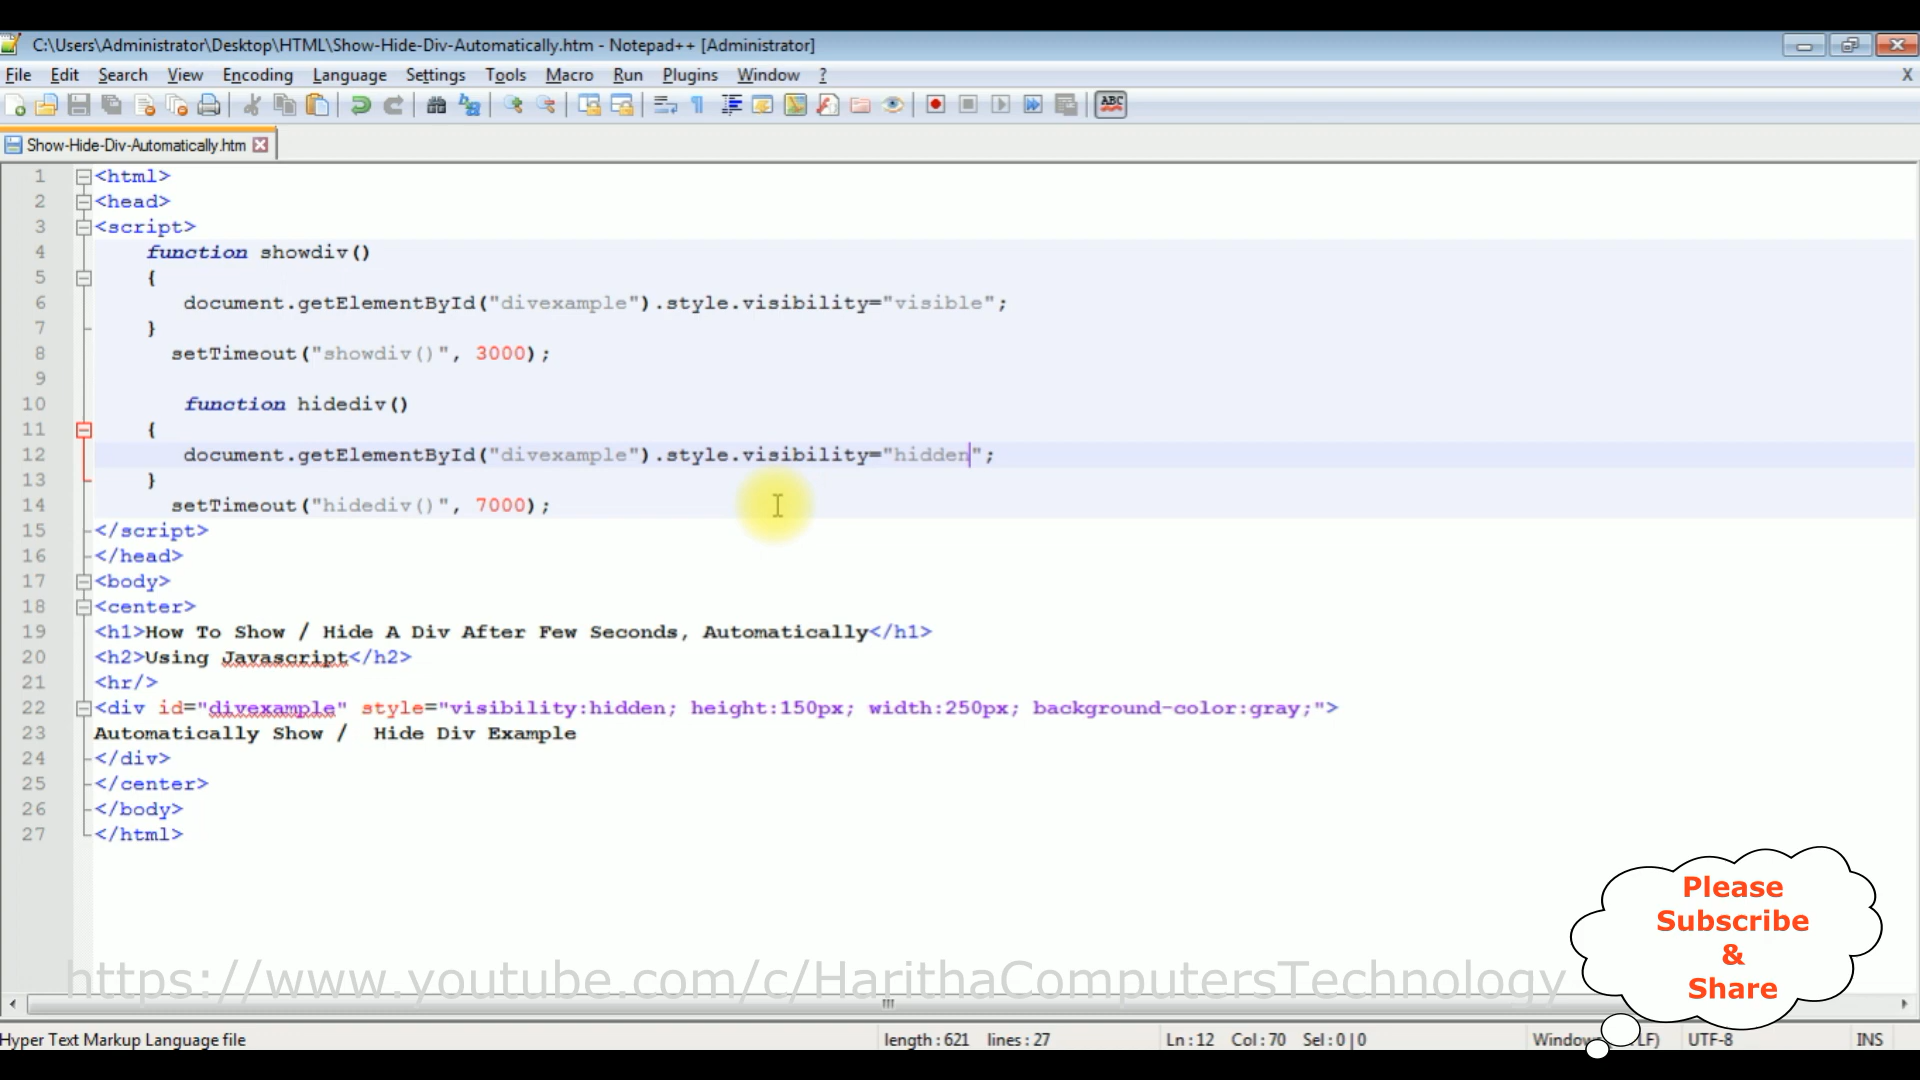 C:\Users\Administrator\Desktop\HTML\Show-Hide-Div-Automatically.htm - Notepad++ [Administrator]
File Edit Search View Encoding Language Settings Tools Macro Run Plugins Window ? X
ABC
Show-Hide-Div-Automatically.htm
1 <html>
2 <head>
3 <script>
4 function showdiv()
5 {
6 document.getElementById("divexample").style.visibility="visible";
7 }
8 setTimeout("showdiv()", 3000);
9
10 function hidediv()
11 {
12 document.getElementById("divexample").style.visibility="hidden";
13 }
14 setTimeout("hidediv()", 7000);
15 </script>
16 </head>
17 <body>
18 <center>
19 <h1>How To Show / Hide A Div After Few Seconds, Automatically</h1>
20 <h2>Using Javascript</h2>
21 <hr/>
22 <div id="divexample" style="visibility:hidden; height:150px; width:250px; background-color:gray;">
23 Automatically Show /  Hide Div Example
24 </div>
25 </center>
26 </body>
27 </html>
Please
Subscribe
&
Share
https://www.youtube.com/c/HarithaComputersTechnology
Hyper Text Markup Language file length : 621 lines : 27 Ln : 12 Col : 70 Sel : 0 | 0 UTF-8 INS